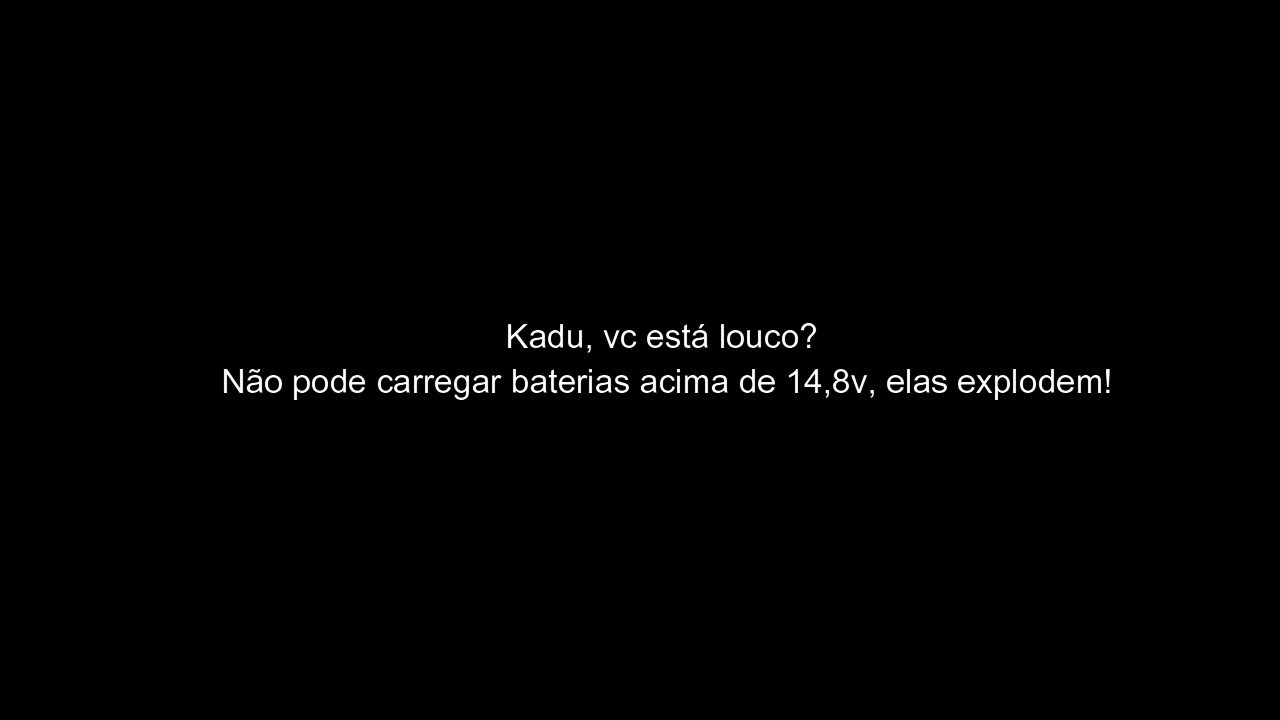 Kadu, vc está louco?
Não pode carregar baterias acima de 14,8v, elas explodem!